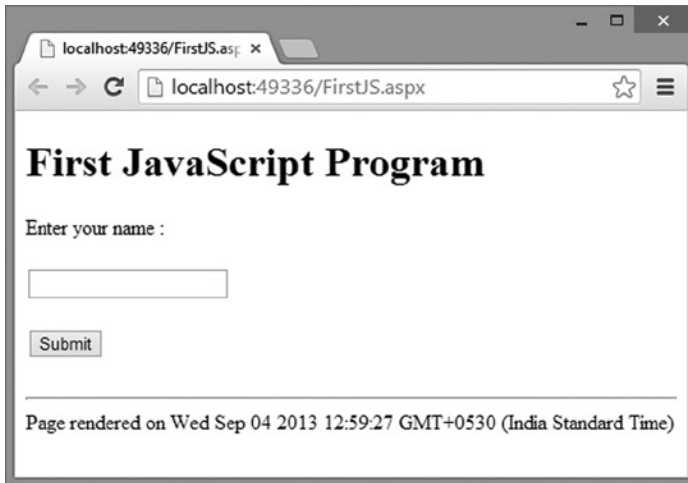 localhost:49336/FirstJS.asp
localhost:49336/FirstJS.aspx
First JavaScript Program
Enter your name :
Submit
Page rendered on Wed Sep 04 2013 12:59:27 GMT+0530 (India Standard Time)